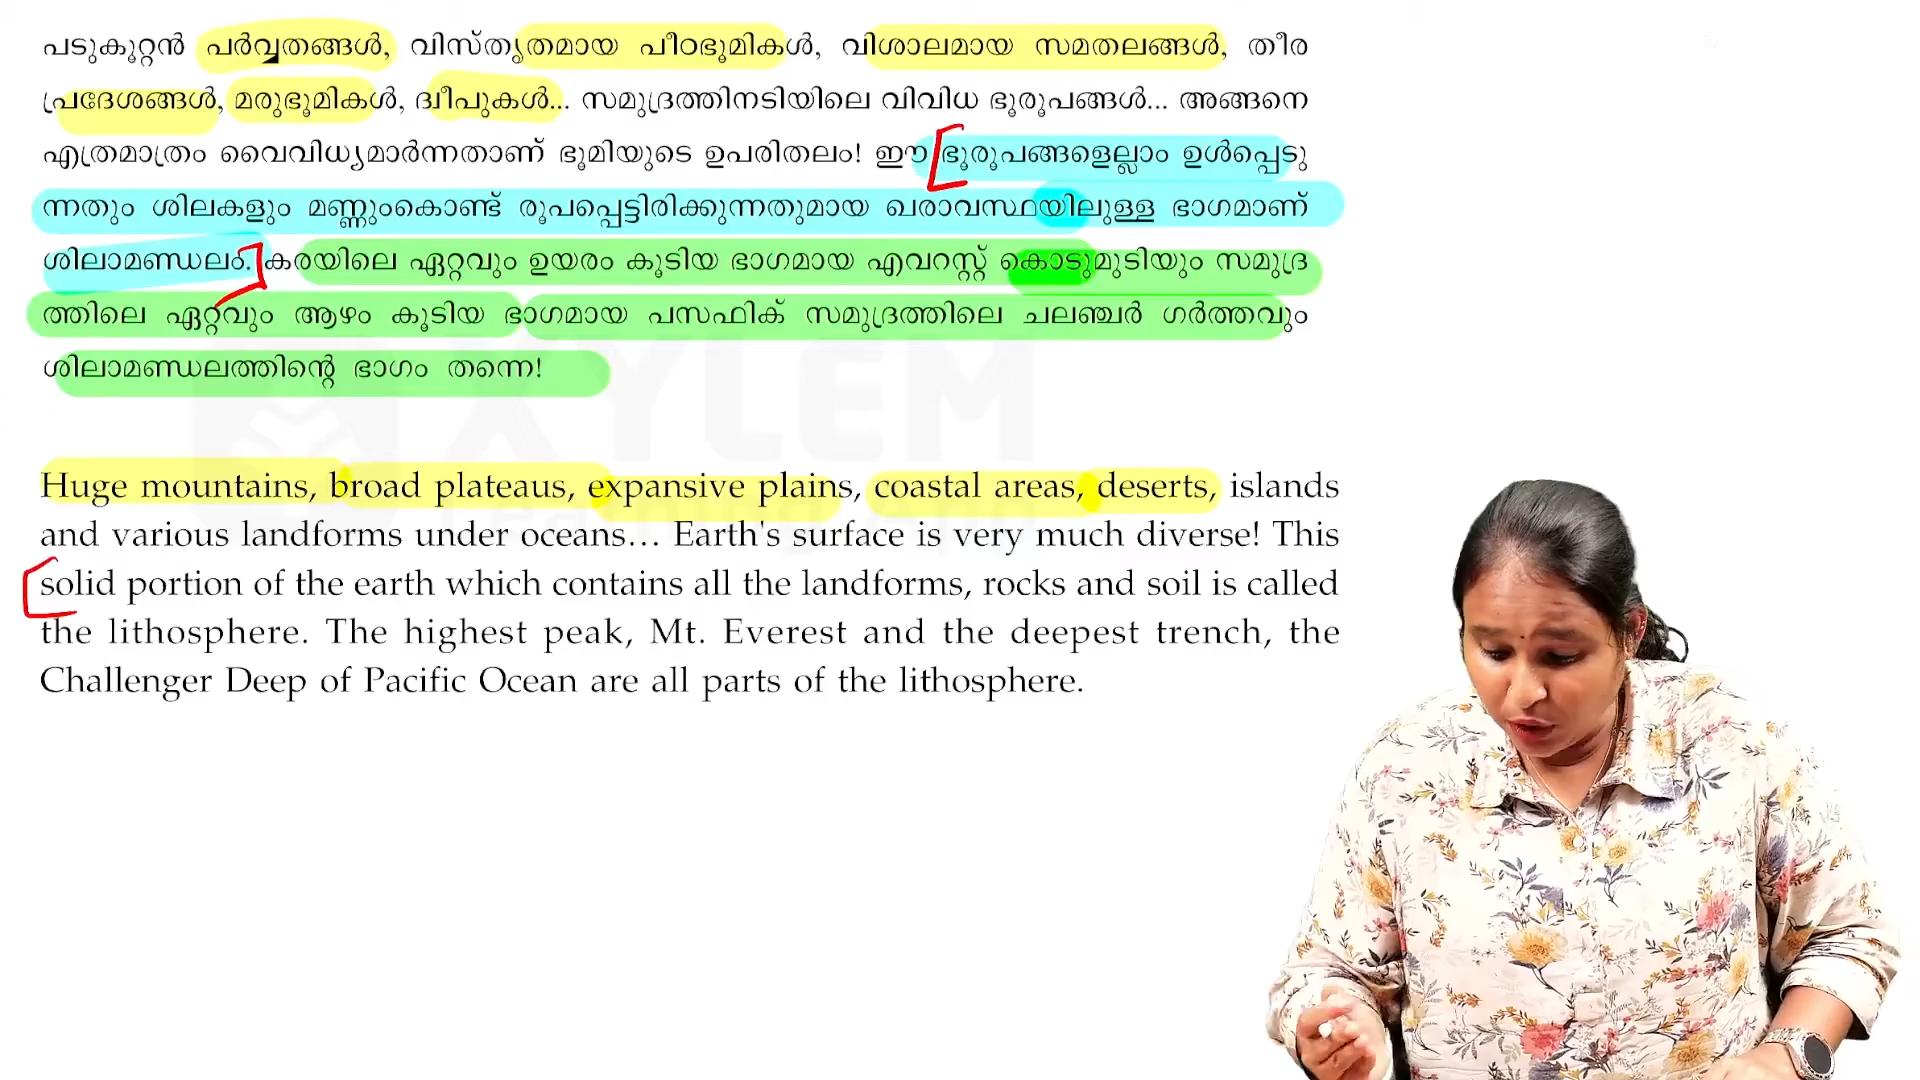 പടുകൂറ്റൻ പർവ്വതങ്ങൾ, വിസ്തൃതമായ പീഠഭൂമികൾ, വിശാലമായ സമതലങ്ങൾ, തീര
പ്രദേശങ്ങൾ, മരുഭൂമികൾ, ദ്വീപുകൾ... സമുദ്രത്തിനടിയിലെ വിവിധ ഭൂരൂപങ്ങൾ... അങ്ങനെ
എത്രമാത്രം വൈവിധ്യമാർന്നതാണ് ഭൂമിയുടെ ഉപരിതലം! ഈ ഭൂരൂപങ്ങളെല്ലാം ഉൾപ്പെടു
ന്നതും ശിലകളും മണ്ണുംകൊണ്ട് രൂപപ്പെട്ടിരിക്കുന്നതുമായ ഖരാവസ്ഥയിലുള്ള ഭാഗമാണ്
ശിലാമണ്ഡലം. കരയിലെ ഏറ്റവും ഉയരം കൂടിയ ഭാഗമായ എവറസ്റ്റ് കൊടുമുടിയും സമുദ്ര
ത്തിലെ ഏറ്റവും ആഴം കൂടിയ ഭാഗമായ പസഫിക് സമുദ്രത്തിലെ ചലഞ്ചർ ഗർത്തവും
ശിലാമണ്ഡലത്തിന്റെ ഭാഗം തന്നെ!
XYLEM
Learning App
Huge mountains, broad plateaus, expansive plains, coastal areas, deserts, islands
and various landforms under oceans... Earth's surface is very much diverse! This
solid portion of the earth which contains all the landforms, rocks and soil is called
the lithosphere. The highest peak, Mt. Everest and the deepest trench, the
Challenger Deep of Pacific Ocean are all parts of the lithosphere.